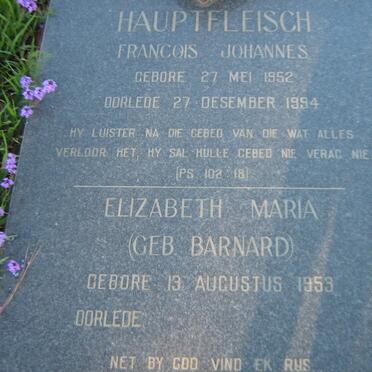 HAUPTFLEISCH
FRANCOIS JOHANNES
GEBORE 27 MEI 1952
OORLEDE 27 DESEMBER 1994
HY LUISTER NA DIE GEBED VAN DIE WAT ALLES
VERLOOR HET, HY SAL HULLE GEBED NIE VERAG NIE
(PS 102 18)
ELIZABETH MARIA
(GEB BARNARD)
GEBORE 13 AUGUSTUS 1953
OORLEDE
NET BY GOD VIND EK RUS